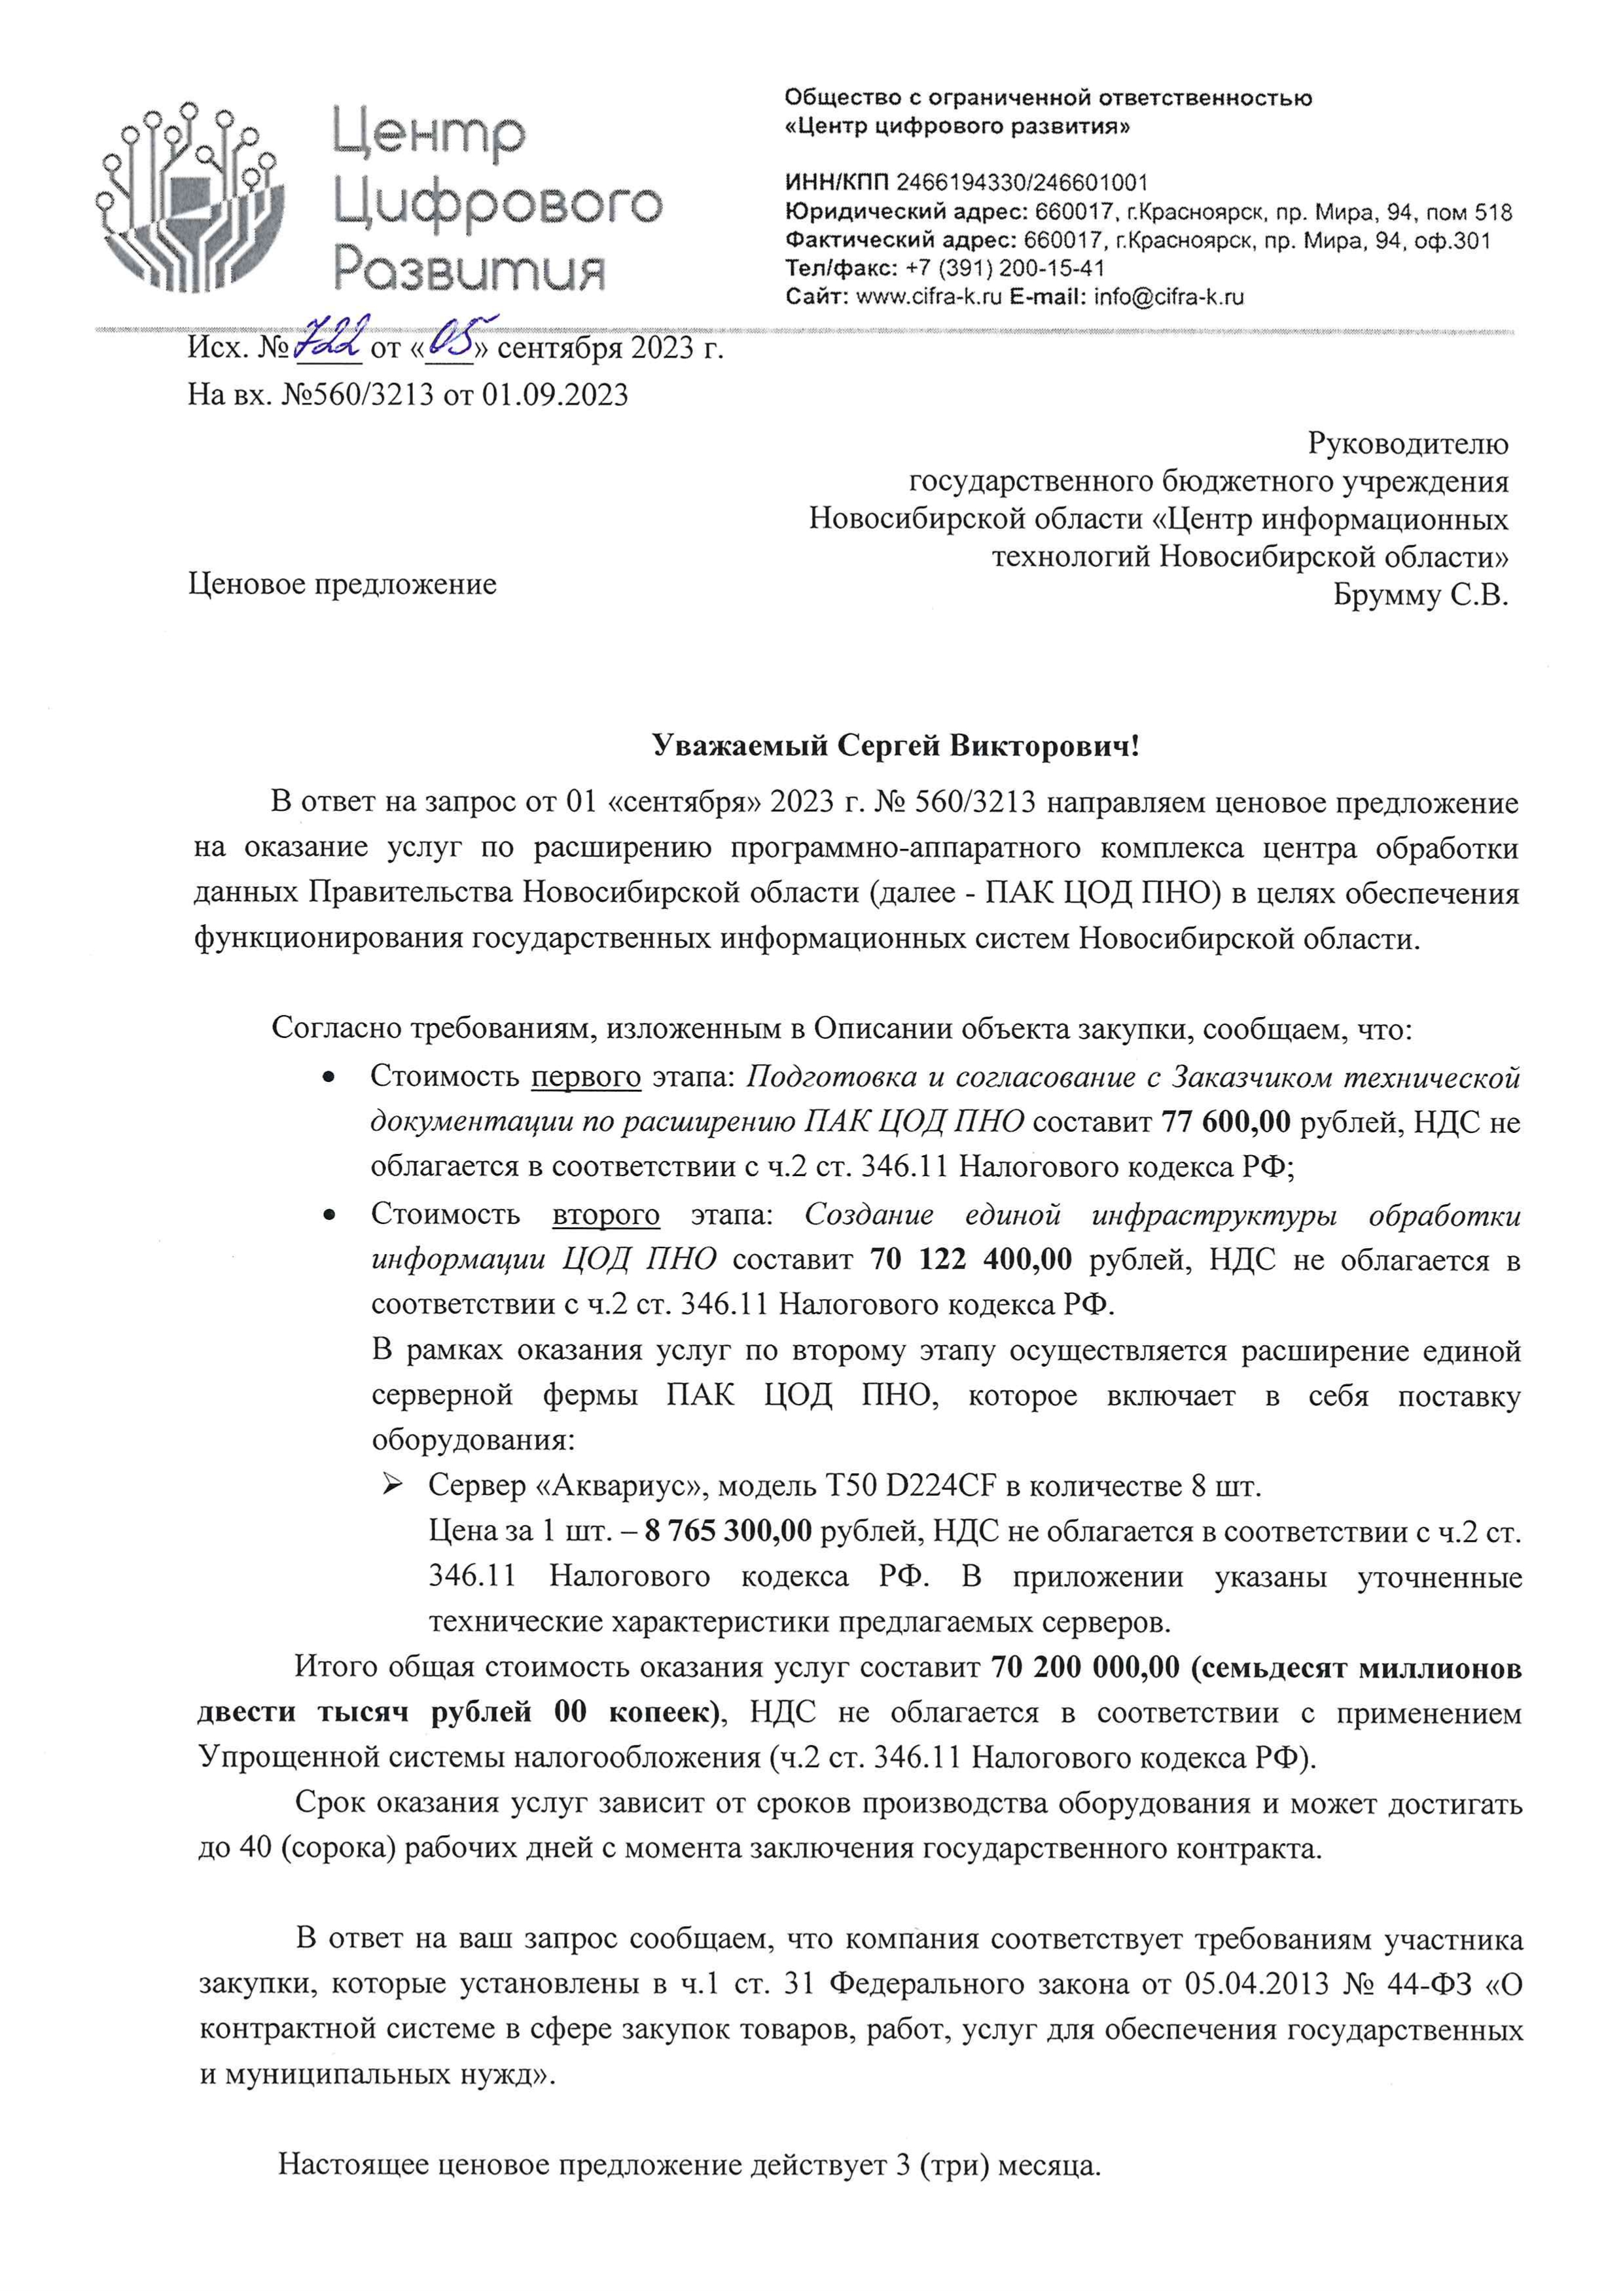 Центр
Цифрового
Развития
Общество с ограниченной ответственностью
«Центр цифрового развития»
ИНН/КПП 2466194330/246601001
Юридический адрес: 660017, г.Красноярск, пр. Мира, 94, пом 518
Фактический адрес: 660017, г.Красноярск, пр. Мира, 94, оф.301
Тел/факс: +7 (391) 200-15-41
Сайт: www.cifra-k.ru E-mail: info@cifra-k.ru
Исх. № 722 от «05» сентября 2023 г.
На вх. №560/3213 от 01.09.2023
Руководителю
государственного бюджетного учреждения
Новосибирской области «Центр информационных
технологий Новосибирской области»
Брумму С.В.
Ценовое предложение
Уважаемый Сергей Викторович!
В ответ на запрос от 01 «сентября» 2023 г. № 560/3213 направляем ценовое предложение
на оказание услуг по расширению программно-аппаратного комплекса центра обработки
данных Правительства Новосибирской области (далее - ПАК ЦОД ПНО) в целях обеспечения
функционирования государственных информационных систем Новосибирской области.
Согласно требованиям, изложенным в Описании объекта закупки, сообщаем, что:
• Стоимость первого этапа: Подготовка и согласование с Заказчиком технической
документации по расширению ПАК ЦОД ПНО составит 77 600,00 рублей, НДС не
облагается в соответствии с ч.2 ст. 346.11 Налогового кодекса РФ;
• Стоимость второго этапа: Создание единой инфраструктуры обработки
информации ЦОД ПНО составит 70 122 400,00 рублей, НДС не облагается в
соответствии с ч.2 ст. 346.11 Налогового кодекса РФ.
В рамках оказания услуг по второму этапу осуществляется расширение единой
серверной фермы ПАК ЦОД ПНО, которое включает в себя поставку
оборудования:
➢ Сервер «Аквариус», модель T50 D224CF в количестве 8 шт.
Цена за 1 шт. – 8 765 300,00 рублей, НДС не облагается в соответствии с ч.2 ст.
346.11 Налогового кодекса РФ. В приложении указаны уточненные
технические характеристики предлагаемых серверов.
Итого общая стоимость оказания услуг составит 70 200 000,00 (семьдесят миллионов
двести тысяч рублей 00 копеек), НДС не облагается в соответствии с применением
Упрощенной системы налогообложения (ч.2 ст. 346.11 Налогового кодекса РФ).
Срок оказания услуг зависит от сроков производства оборудования и может достигать
до 40 (сорока) рабочих дней с момента заключения государственного контракта.
В ответ на ваш запрос сообщаем, что компания соответствует требованиям участника
закупки, которые установлены в ч.1 ст. 31 Федерального закона от 05.04.2013 № 44-ФЗ «О
контрактной системе в сфере закупок товаров, работ, услуг для обеспечения государственных
и муниципальных нужд».
Настоящее ценовое предложение действует 3 (три) месяца.